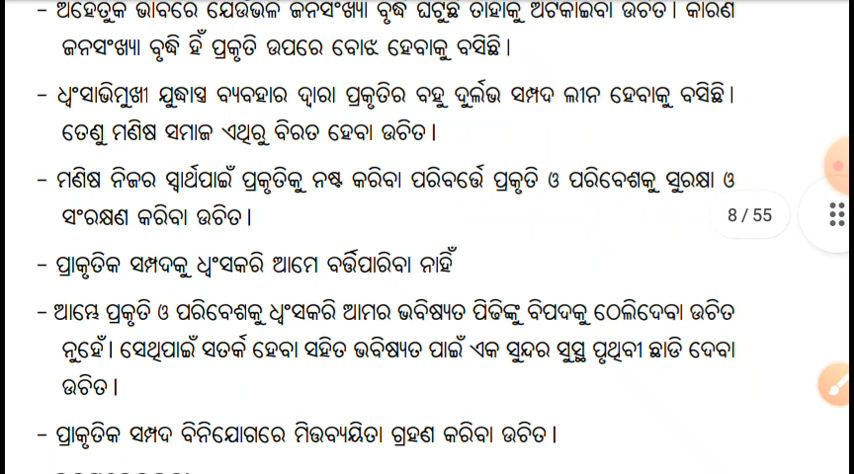 - ଅହେତୁକ ଭାବରେ ଯେଉଁଭଳି ଜନସଂଖ୍ୟା ବୃଦ୍ଧି ଘଟୁଛି ତାହାକୁ ଅଟକାଇବା ଉଚିତ। କାରଣ
ଜନସଂଖ୍ୟା ବୃଦ୍ଧି ହିଁ ପ୍ରକୃତି ଉପରେ ବୋଝ ହେବାକୁ ବସିଛି।
- ଧ୍ୱଂସାଭିମୁଖୀ ଯୁଦ୍ଧାସ୍ତ୍ର ବ୍ୟବହାର ଦ୍ୱାରା ପ୍ରକୃତିର ବହୁ ଦୁର୍ଲଭ ସମ୍ପଦ ଲୀନ ହେବାକୁ ବସିଛି।
ତେଣୁ ମଣିଷ ସମାଜ ଏଥିରୁ ବିରତ ହେବା ଉଚିତ।
- ମଣିଷ ନିଜର ସ୍ୱାର୍ଥପାଇଁ ପ୍ରକୃତିକୁ ନଷ୍ଟ କରିବା ପରିବର୍ତ୍ତେ ପ୍ରକୃତି ଓ ପରିବେଶକୁ ସୁରକ୍ଷା ଓ
ସଂରକ୍ଷଣ କରିବା ଉଚିତ।
8 / 55
- ପ୍ରାକୃତିକ ସମ୍ପଦକୁ ଧ୍ୱଂସକରି ଆମେ ବର୍ତ୍ତିପାରିବା ନାହିଁ
- ଆମ୍ଭେ ପ୍ରକୃତି ଓ ପରିବେଶକୁ ଧ୍ୱଂସକରି ଆମର ଭବିଷ୍ୟତ ପିଢିଙ୍କୁ ବିପଦକୁ ଠେଲିଦେବା ଉଚିତ
ନୁହେଁ। ସେଥିପାଇଁ ସତର୍କ ହେବା ସହିତ ଭବିଷ୍ୟତ ପାଇଁ ଏକ ସୁନ୍ଦର ସୁସ୍ଥ ପୃଥିବୀ ଛାଡି ଦେବା
ଉଚିତ।
- ପ୍ରାକୃତିକ ସମ୍ପଦ ବିନିଯୋଗରେ ମିତବ୍ୟୟିତା ଗ୍ରହଣ କରିବା ଉଚିତ।